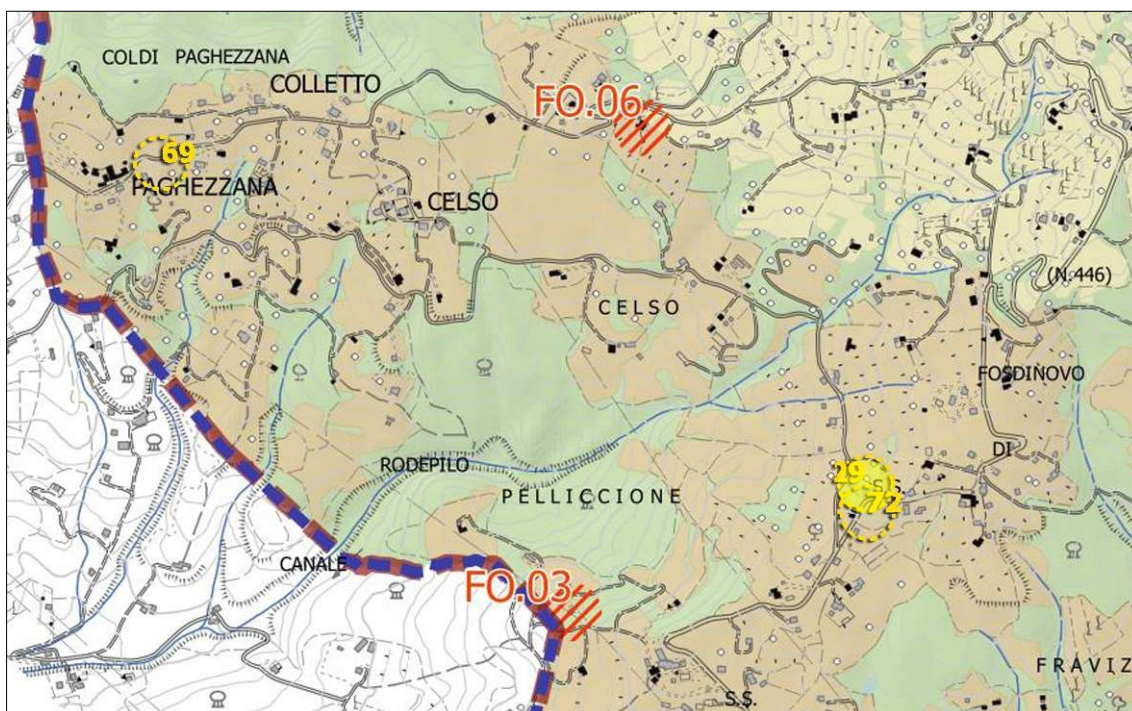 COLDI PAGHEZZANA
COLLETTO
FO.06
69
PAGHEZZANA
CELSO
(N.446)
CELSO
FOSDINOVO
DI
RODEPILO
29
S.S.
72
PELLICCIONE
CANALE
FO.03
FRAVIZ
S.S.